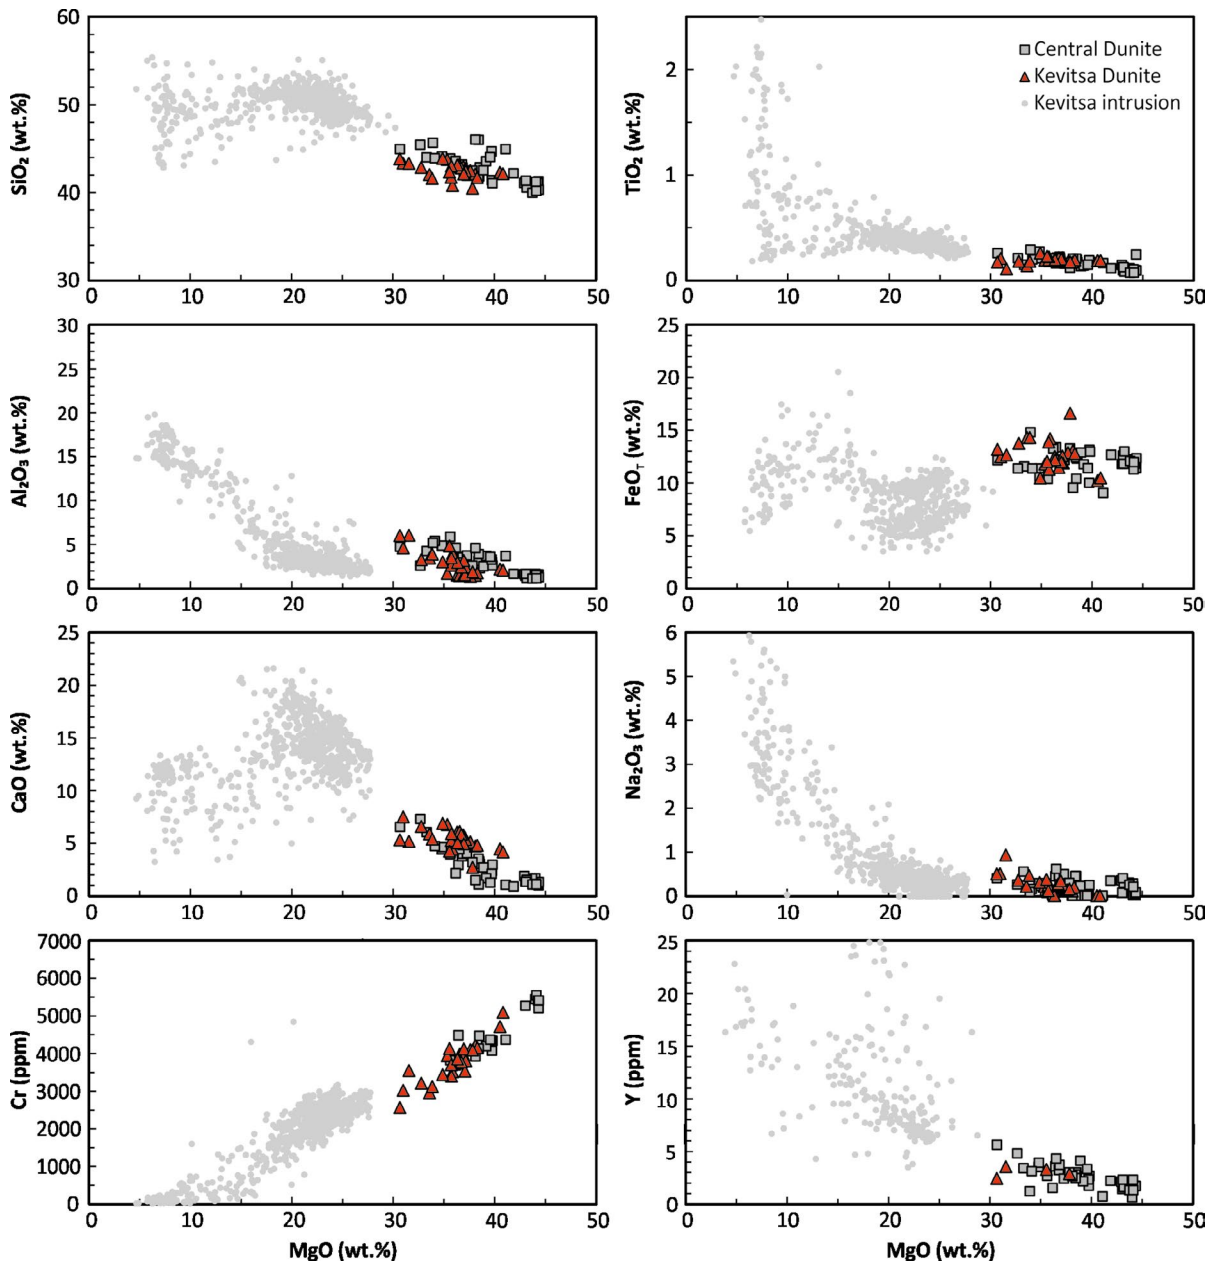 60
50
40
30
SiO₂ (wt.%)
0 10 20 30 40 50
2
1
0
TiO₂ (wt.%)
0 10 20 30 40 50
Central Dunite
Kevitsa Dunite
Kevitsa intrusion
30
25
20
15
10
5
0
Al₂O₃ (wt.%)
0 10 20 30 40 50
25
20
15
10
5
0
FeO_T (wt.%)
0 10 20 30 40 50
25
20
15
10
5
0
CaO (wt.%)
0 10 20 30 40 50
6
5
4
3
2
1
0
Na₂O₃ (wt.%)
0 10 20 30 40 50
7000
6000
5000
4000
3000
2000
1000
0
Cr (ppm)
0 10 20 30 40 50
MgO (wt.%)
25
20
15
10
5
0
Y (ppm)
0 10 20 30 40 50
MgO (wt.%)